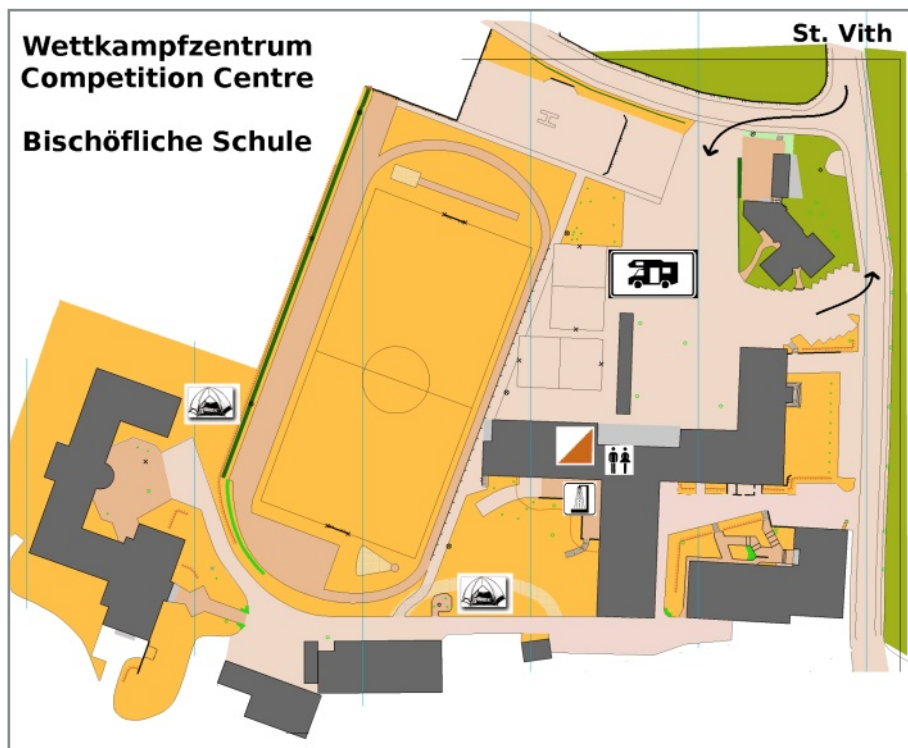 Wettkampfzentrum
Competition Centre
Bischöfliche Schule
St. Vith
H